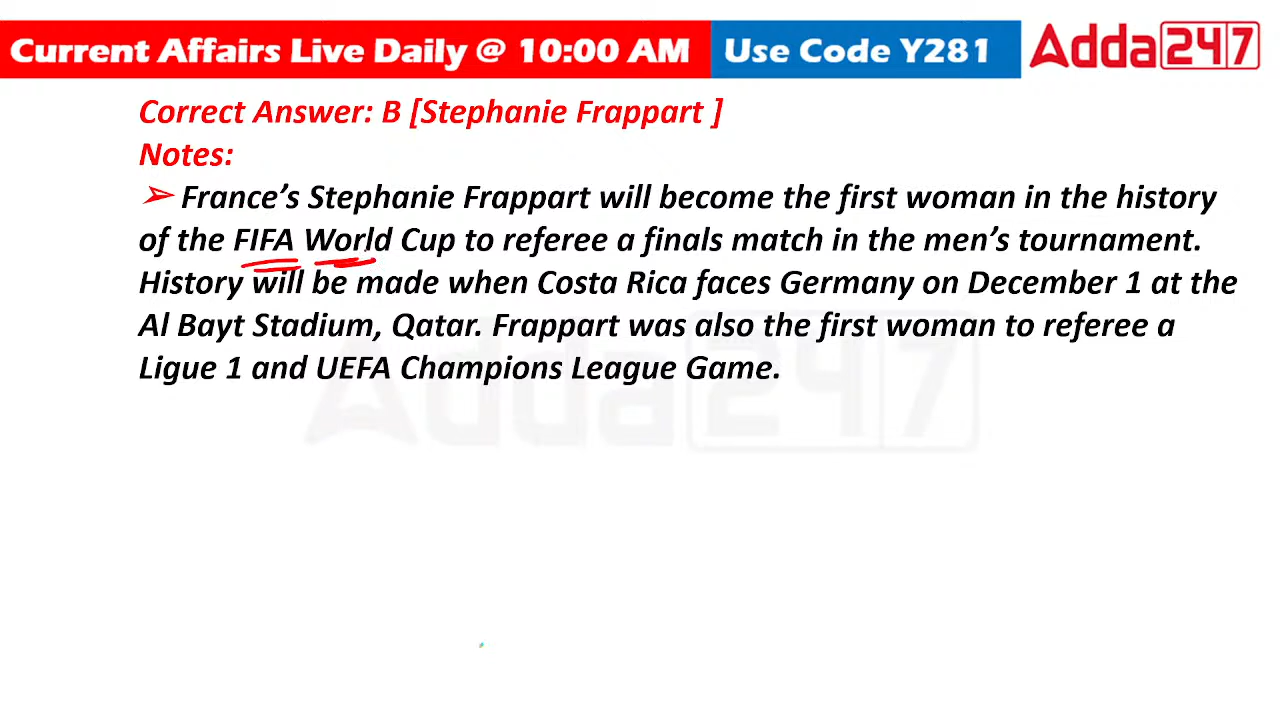 Current Affairs Live Daily @ 10:00 AM Use Code Y281 Adda247
Correct Answer: B [Stephanie Frappart ]
Notes:
➢ France’s Stephanie Frappart will become the first woman in the history
of the FIFA World Cup to referee a finals match in the men’s tournament.
History will be made when Costa Rica faces Germany on December 1 at the
Al Bayt Stadium, Qatar. Frappart was also the first woman to referee a
Ligue 1 and UEFA Champions League Game.
Adda247